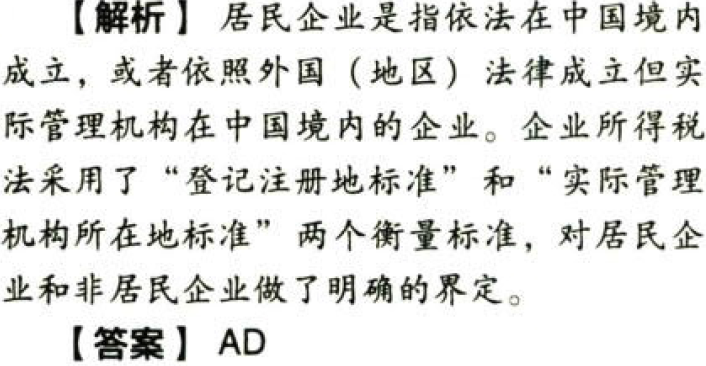 【解析】 居民企业是指依法在中国境内
成立，或者依照外国（地区）法律成立但实
际管理机构在中国境内的企业。企业所得税
法采用了“登记注册地标准”和“实际管理
机构所在地标准”两个衡量标准，对居民企
业和非居民企业做了明确的界定。
【答案】 AD